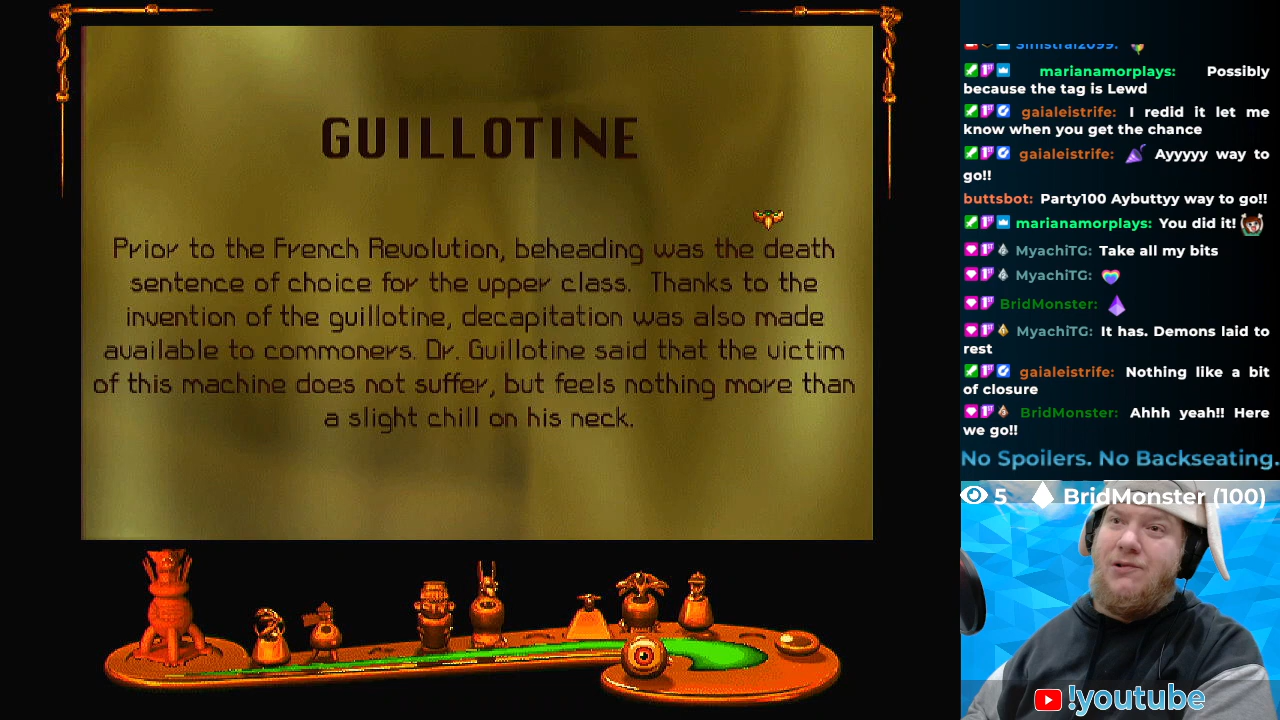 GUILLOTINE
Prior to the French Revolution, beheading was the death
sentence of choice for the upper class. Thanks to the
invention of the guillotine, decapitation was also made
available to commoners. Dr. Guillotine said that the victim
of this machine does not suffer, but feels nothing more than
a slight chill on his neck.
Sinistral2099:
marianamorplays: Possibly
because the tag is Lewd
gaialeistrife: I redid it let me
know when you get the chance
gaialeistrife: Ayyyyy way to
go!!
buttsbot: Party100 Aybuttyy way to go!!
marianamorplays: You did it!
MyachiTG: Take all my bits
MyachiTG:
BridMonster:
MyachiTG: It has. Demons laid to
rest
gaialeistrife: Nothing like a bit
of closure
BridMonster: Ahhh yeah!! Here
we go!!
No Spoilers. No Backseating.
5 BridMonster (100)
!youtube